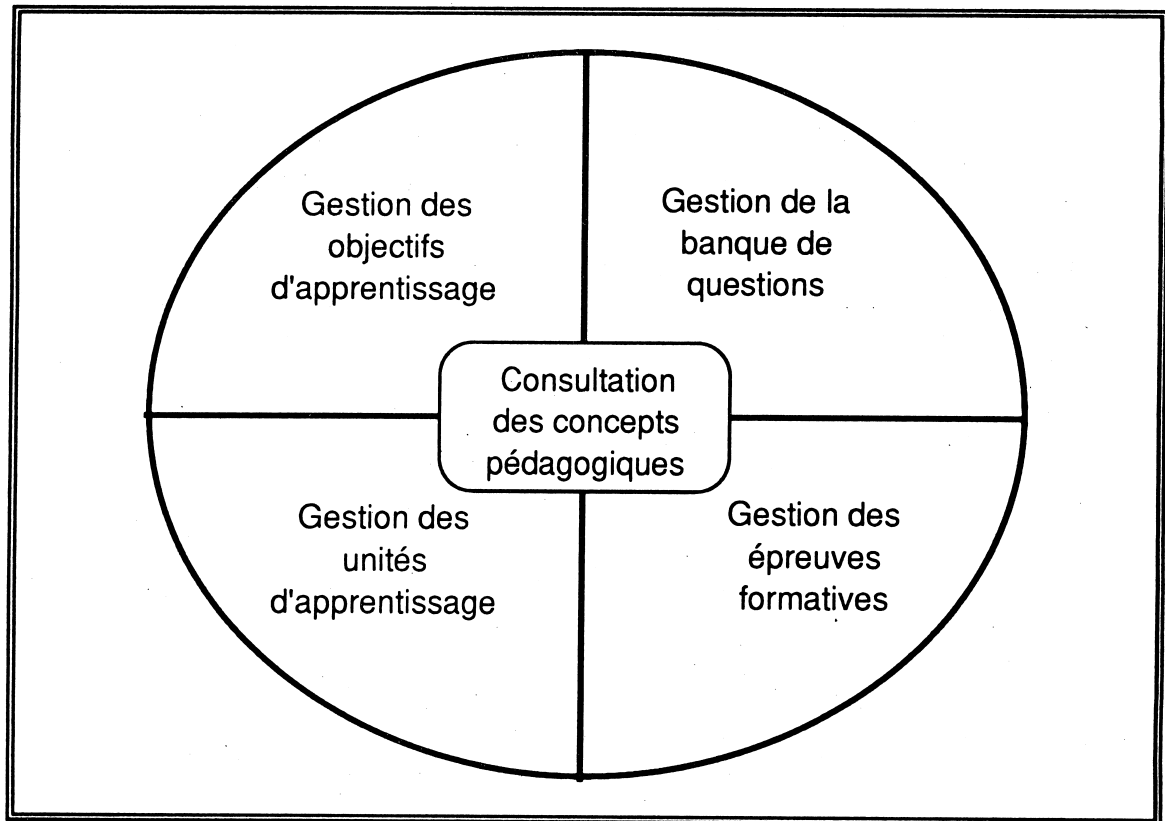 Gestion des
objectifs
d'apprentissage
Gestion de la
banque de
questions
Consultation
des concepts
pédagogiques
Gestion des
unités
d'apprentissage
Gestion des
épreuves
formatives